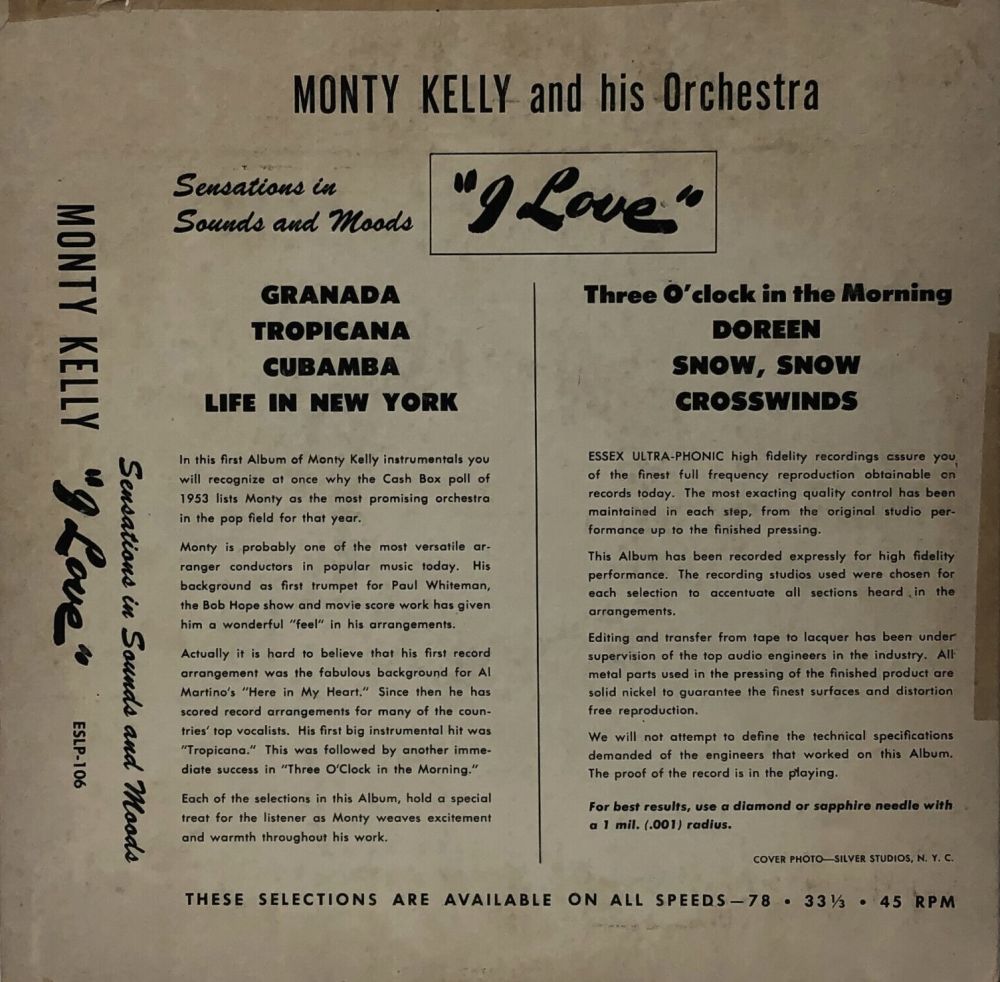 MONTY KELLY and his Orchestra
Sensations in
Sounds and Moods
"I Love"
GRANADA
TROPICANA
CUBAMBA
LIFE IN NEW YORK
In this first Album of Monty Kelly instrumentals you
will recognize at once why the Cash Box poll of
1953 lists Monty as the most promising orchestra
in the pop field for that year.
Monty is probably one of the most versatile ar-
ranger conductors in popular music today. His
background as first trumpet for Paul Whiteman,
the Bob Hope show and movie score work has given
him a wonderful "feel" in his arrangements.
Actually it is hard to believe that his first record
arrangement was the fabulous background for Al
Martino's "Here in My Heart." Since then he has
scored record arrangements for many of the coun-
tries' top vocalists. His first big instrumental hit was
"Tropicana." This was followed by another imme-
diate success in "Three O'Clock in the Morning."
Each of the selections in this Album, hold a special
treat for the listener as Monty weaves excitement
and warmth throughout his work.
Three O'clock in the Morning
DOREEN
SNOW, SNOW
CROSSWINDS
ESSEX ULTRA-PHONIC high fidelity recordings assure you
of the finest full frequency reproduction obtainable on
records today. The most exacting quality control has been
maintained in each step, from the original studio per-
formance up to the finished pressing.
This Album has been recorded expressly for high fidelity
performance. The recording studios used were chosen for
each selection to accentuate all sections heard in the
arrangements.
Editing and transfer from tape to lacquer has been under
supervision of the top audio engineers in the industry. All
metal parts used in the pressing of the finished product are
solid nickel to guarantee the finest surfaces and distortion
free reproduction.
We will not attempt to define the technical specifications
demanded of the engineers that worked on this Album.
The proof of the record is in the playing.
For best results, use a diamond or sapphire needle with
a 1 mil. (.001) radius.
COVER PHOTO—SILVER STUDIOS, N. Y. C.
THESE SELECTIONS ARE AVAILABLE ON ALL SPEEDS—78 • 33⅓ • 45 RPM
MONTY KELLY "I Love" ESLP-106
Sensations in Sounds and Moods